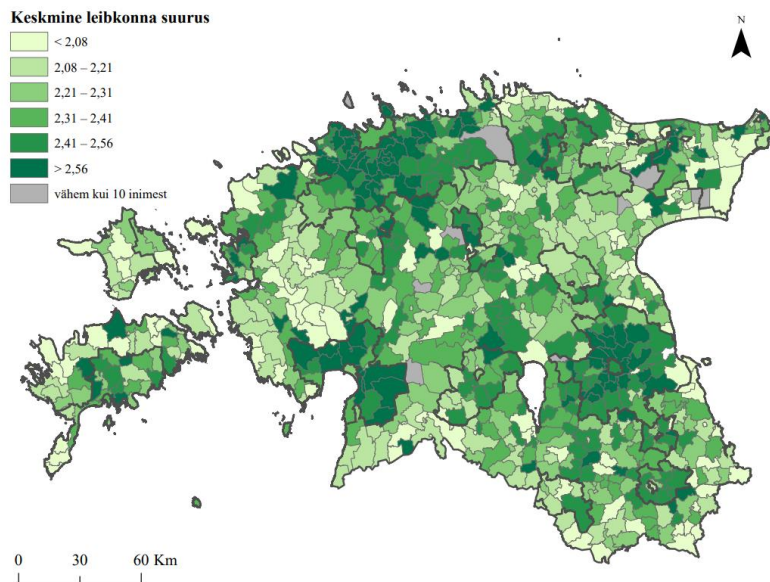 Keskmine leibkonna suurus
< 2,08
2,08 – 2,21
2,21 – 2,31
2,31 – 2,41
2,41 – 2,56
> 2,56
vähem kui 10 inimest
N
0 30 60 Km